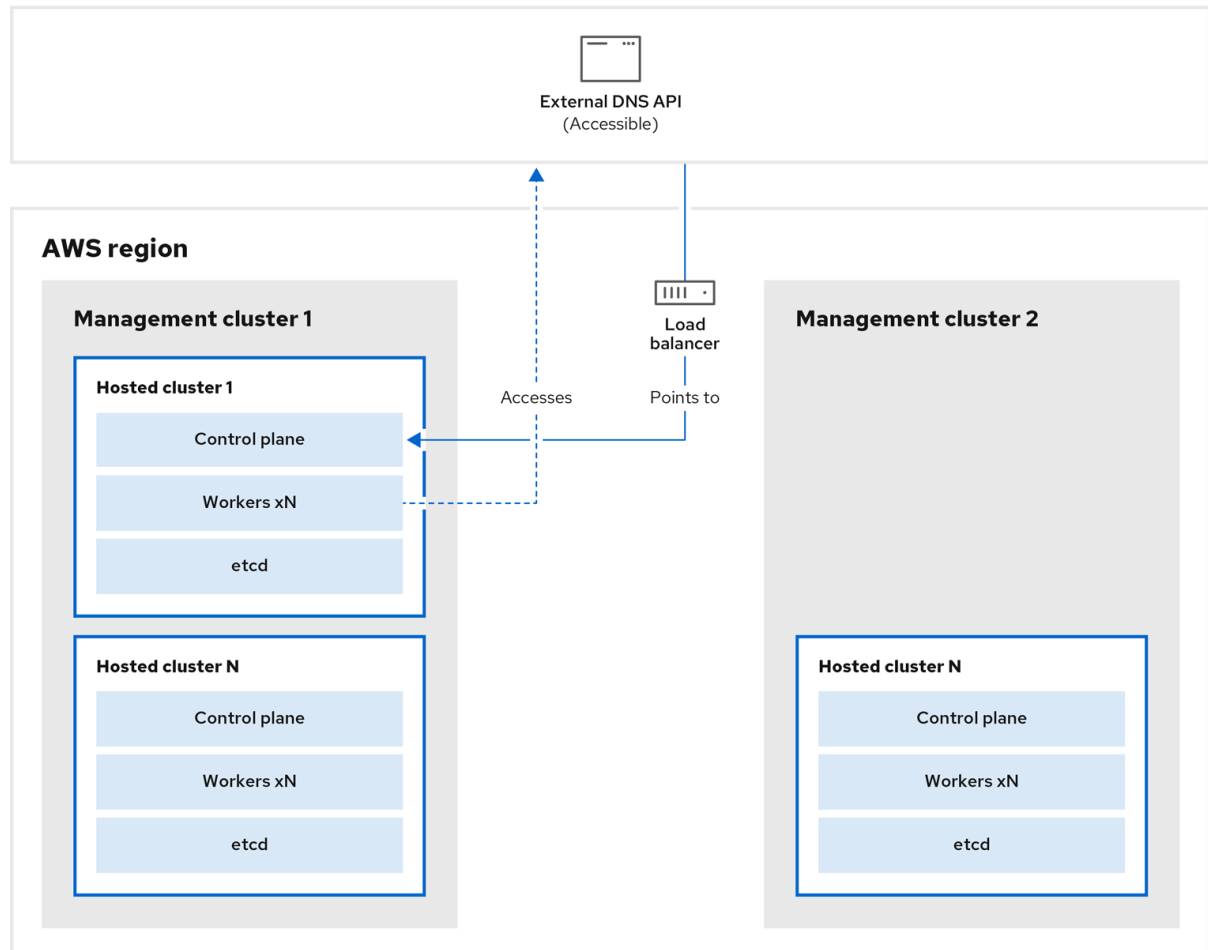 External DNS API
(Accessible)
AWS region
Management cluster 1
Hosted cluster 1
Control plane
Workers xN
etcd
Hosted cluster N
Control plane
Workers xN
etcd
Accesses
Load
balancer
Points to
Management cluster 2
Hosted cluster N
Control plane
Workers xN
etcd